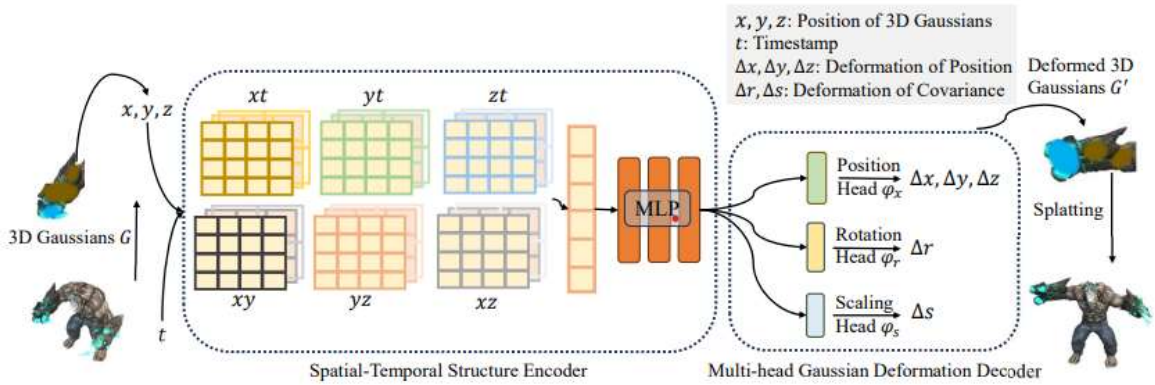 x, y, z: Position of 3D Gaussians
t: Timestamp
Δx, Δy, Δz: Deformation of Position
Δr, Δs: Deformation of Covariance
Deformed 3D
Gaussians G′
x, y, z
3D Gaussians G
t
xt yt zt
xy yz xz
MLP
Position
Head φₓ
Δx, Δy, Δz
Rotation
Head φᵣ
Δr
Scaling
Head φₛ
Δs
Splatting
Spatial-Temporal Structure Encoder
Multi-head Gaussian Deformation Decoder